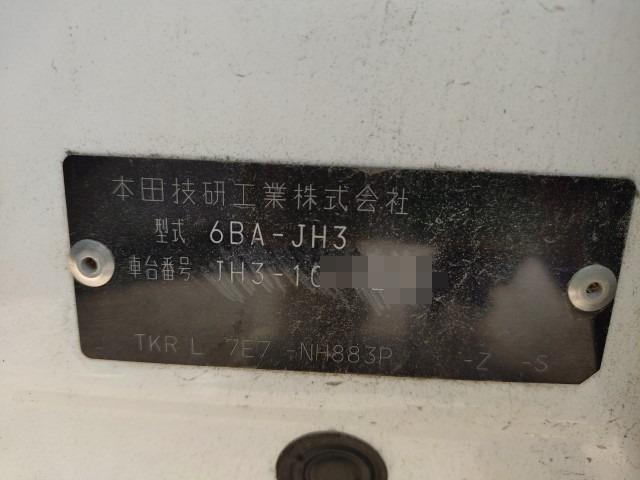 本田技研工業株式会社
型式 6BA-JH3
車台番号 JH3-10
TKR L 7E7 -NH883P -Z -S